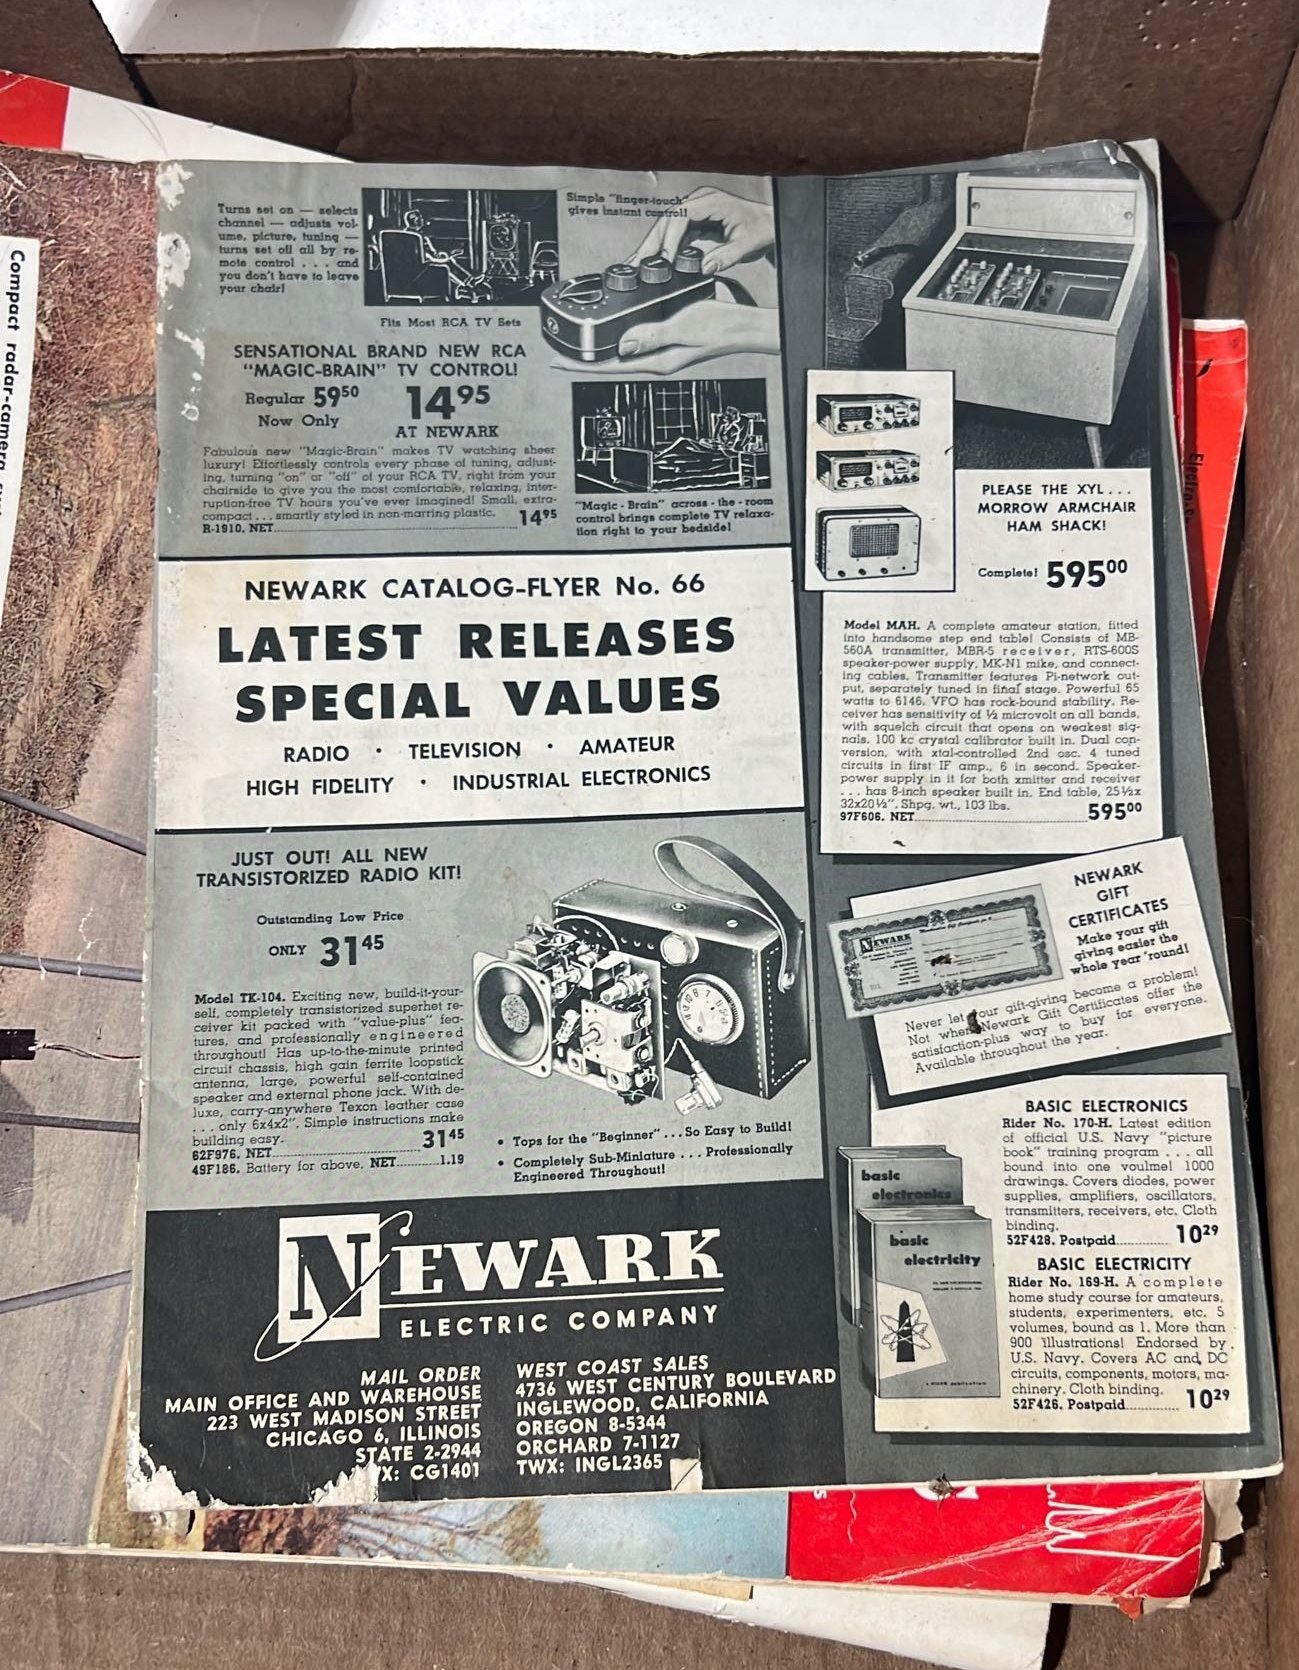 Compact radar-camera
Turns set on — selects
channel — adjusts vol-
ume, picture, tuning —
turns set off all by re-
mote control . . . and
you don't have to leave
your chair!
Simple "finger-touch"
gives instant control!
Fits Most RCA TV Sets
SENSATIONAL BRAND NEW RCA
"MAGIC-BRAIN" TV CONTROL!
Regular 59 50
Now Only
14 95
AT NEWARK
Fabulous new "Magic-Brain" makes TV watching sheer
luxury! Effortlessly controls every phase of tuning, adjust-
ing, turning "on" or "off" of your RCA TV, right from your
chairside to give you the most comfortable, relaxing, inter-
ruption-free TV hours you've ever imagined! Small, extra-
compact . . . smartly styled in non-marring plastic.
R-1910. NET 14 95
"Magic - Brain" across - the - room
control brings complete TV relaxa-
tion right to your bedside!
NEWARK CATALOG-FLYER No. 66
LATEST RELEASES
SPECIAL VALUES
RADIO • TELEVISION • AMATEUR
HIGH FIDELITY • INDUSTRIAL ELECTRONICS
JUST OUT! ALL NEW
TRANSISTORIZED RADIO KIT!
Outstanding Low Price
ONLY 31 45
Model TK-104. Exciting new, build-it-your-
self, completely transistorized superhet re-
ceiver kit packed with "value-plus" fea-
tures, and professionally engineered
throughout! Has up-to-the-minute printed
circuit chassis, high gain ferrite loopstick
antenna, large, powerful self-contained
speaker and external phone jack. With de-
luxe, carry-anywhere Texon leather case
. . . only 6x4x2". Simple instructions make
building easy.
62F976. NET 31 45
49F186. Battery for above. NET 1.19
• Tops for the "Beginner" . . . So Easy to Build!
• Completely Sub-Miniature . . . Professionally
Engineered Throughout!
NEWARK
ELECTRIC COMPANY
MAIL ORDER
MAIN OFFICE AND WAREHOUSE
223 WEST MADISON STREET
CHICAGO 6, ILLINOIS
STATE 2-2944
X: CG1401
WEST COAST SALES
4736 WEST CENTURY BOULEVARD
INGLEWOOD, CALIFORNIA
OREGON 8-5344
ORCHARD 7-1127
TWX: INGL2365
PLEASE THE XYL . . .
MORROW ARMCHAIR
HAM SHACK!
Complete! 595 00
Model MAH. A complete amateur station, fitted
into handsome step end table! Consists of MB-
560A transmitter, MBR-5 receiver, RTS-600S
speaker-power supply, MK-N1 mike, and connect-
ing cables. Transmitter features Pi-network out-
put, separately tuned in final stage. Powerful 65
watts to 6146. VFO has rock-bound stability. Re-
ceiver has sensitivity of ½ microvolt on all bands,
with squelch circuit that opens on weakest sig-
nals. 100 kc crystal calibrator built in. Dual con-
version, with xtal-controlled 2nd osc. 4 tuned
circuits in first IF amp., 6 in second. Speaker-
power supply in it for both xmitter and receiver
. . . has 8-inch speaker built in. End table, 25½x
32x20½". Shpg. wt., 103 lbs.
97F606. NET 595 00
NEWARK
NEWARK
GIFT
CERTIFICATES
Make your gift
giving easier the
whole year 'round!
Never let your gift-giving become a problem!
Not when Newark Gift Certificates offer the
satisfaction-plus way to buy for everyone.
Available throughout the year.
basic
electronics
basic
electricity
BASIC ELECTRONICS
Rider No. 170-H. Latest edition
of official U.S. Navy "picture
book" training program . . . all
bound into one voulme! 1000
drawings. Covers diodes, power
supplies, amplifiers, oscillators,
transmitters, receivers, etc. Cloth
binding.
52F428. Postpaid 10 29
BASIC ELECTRICITY
Rider No. 169-H. A complete
home study course for amateurs,
students, experimenters, etc. 5
volumes, bound as 1. More than
900 illustrations! Endorsed by
U.S. Navy. Covers AC and DC
circuits, components, motors, ma-
chinery. Cloth binding.
52F426. Postpaid 10 29